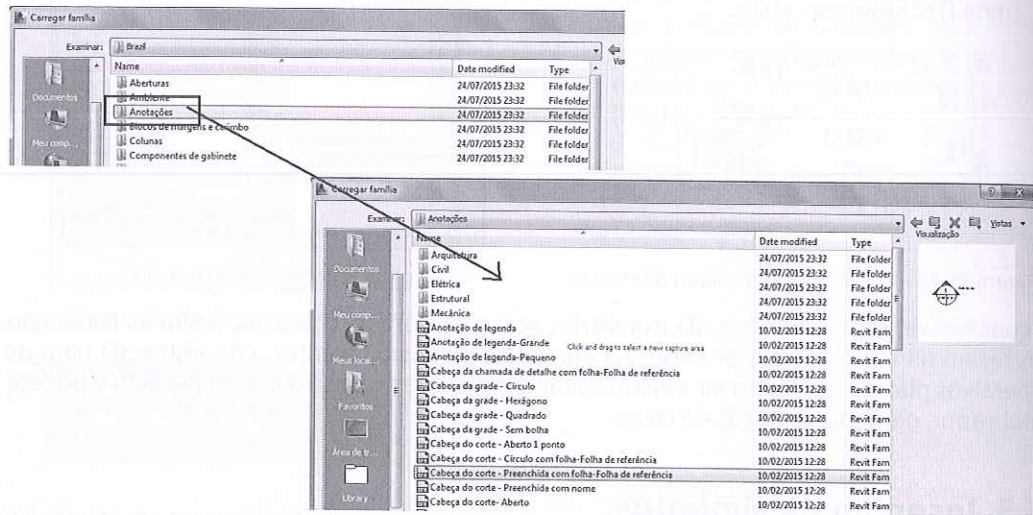 Carregar família
Examinar: Brazil
Name Date modified Type
Documentos
Meu comp...
Aberturas 24/07/2015 23:32 File folder
Ambiente 24/07/2015 23:32 File folder
Anotações 24/07/2015 23:32 File folder
Blocos de margens e carimbo 24/07/2015 23:32 File folder
Colunas 24/07/2015 23:32 File folder
Componentes de gabinete 24/07/2015 23:32 File folder
Carregar família
Examinar: Anotações Vistas
Visualização
Name Date modified Type
Documentos
Meu comp...
Meus locai...
Favoritos
Área de tr...
Library
Arquitetura 24/07/2015 23:32 File folder
Civil 24/07/2015 23:32 File folder
Elétrica 24/07/2015 23:32 File folder
Estrutural 24/07/2015 23:32 File folder
Mecânica 24/07/2015 23:32 File folder
Anotação de legenda 10/02/2015 12:28 Revit Fam
Anotação de legenda-Grande 10/02/2015 12:28 Revit Fam
Click and drag to select a new capture area
Anotação de legenda-Pequeno 10/02/2015 12:28 Revit Fam
Cabeça da chamada de detalhe com folha-Folha de referência 10/02/2015 12:28 Revit Fam
Cabeça da grade - Círculo 10/02/2015 12:28 Revit Fam
Cabeça da grade - Hexágono 10/02/2015 12:28 Revit Fam
Cabeça da grade - Quadrado 10/02/2015 12:28 Revit Fam
Cabeça da grade - Sem bolha 10/02/2015 12:28 Revit Fam
Cabeça do corte - Aberto 1 ponto 10/02/2015 12:28 Revit Fam
Cabeça do corte - Círculo com folha-Folha de referência 10/02/2015 12:28 Revit Fam
Cabeça do corte - Preenchida com folha-Folha de referência 10/02/2015 12:28 Revit Fam
Cabeça do corte - Preenchida com nome 10/02/2015 12:28 Revit Fam
Cabeça do corte- Aberto 10/02/2015 12:28 Revit Fam